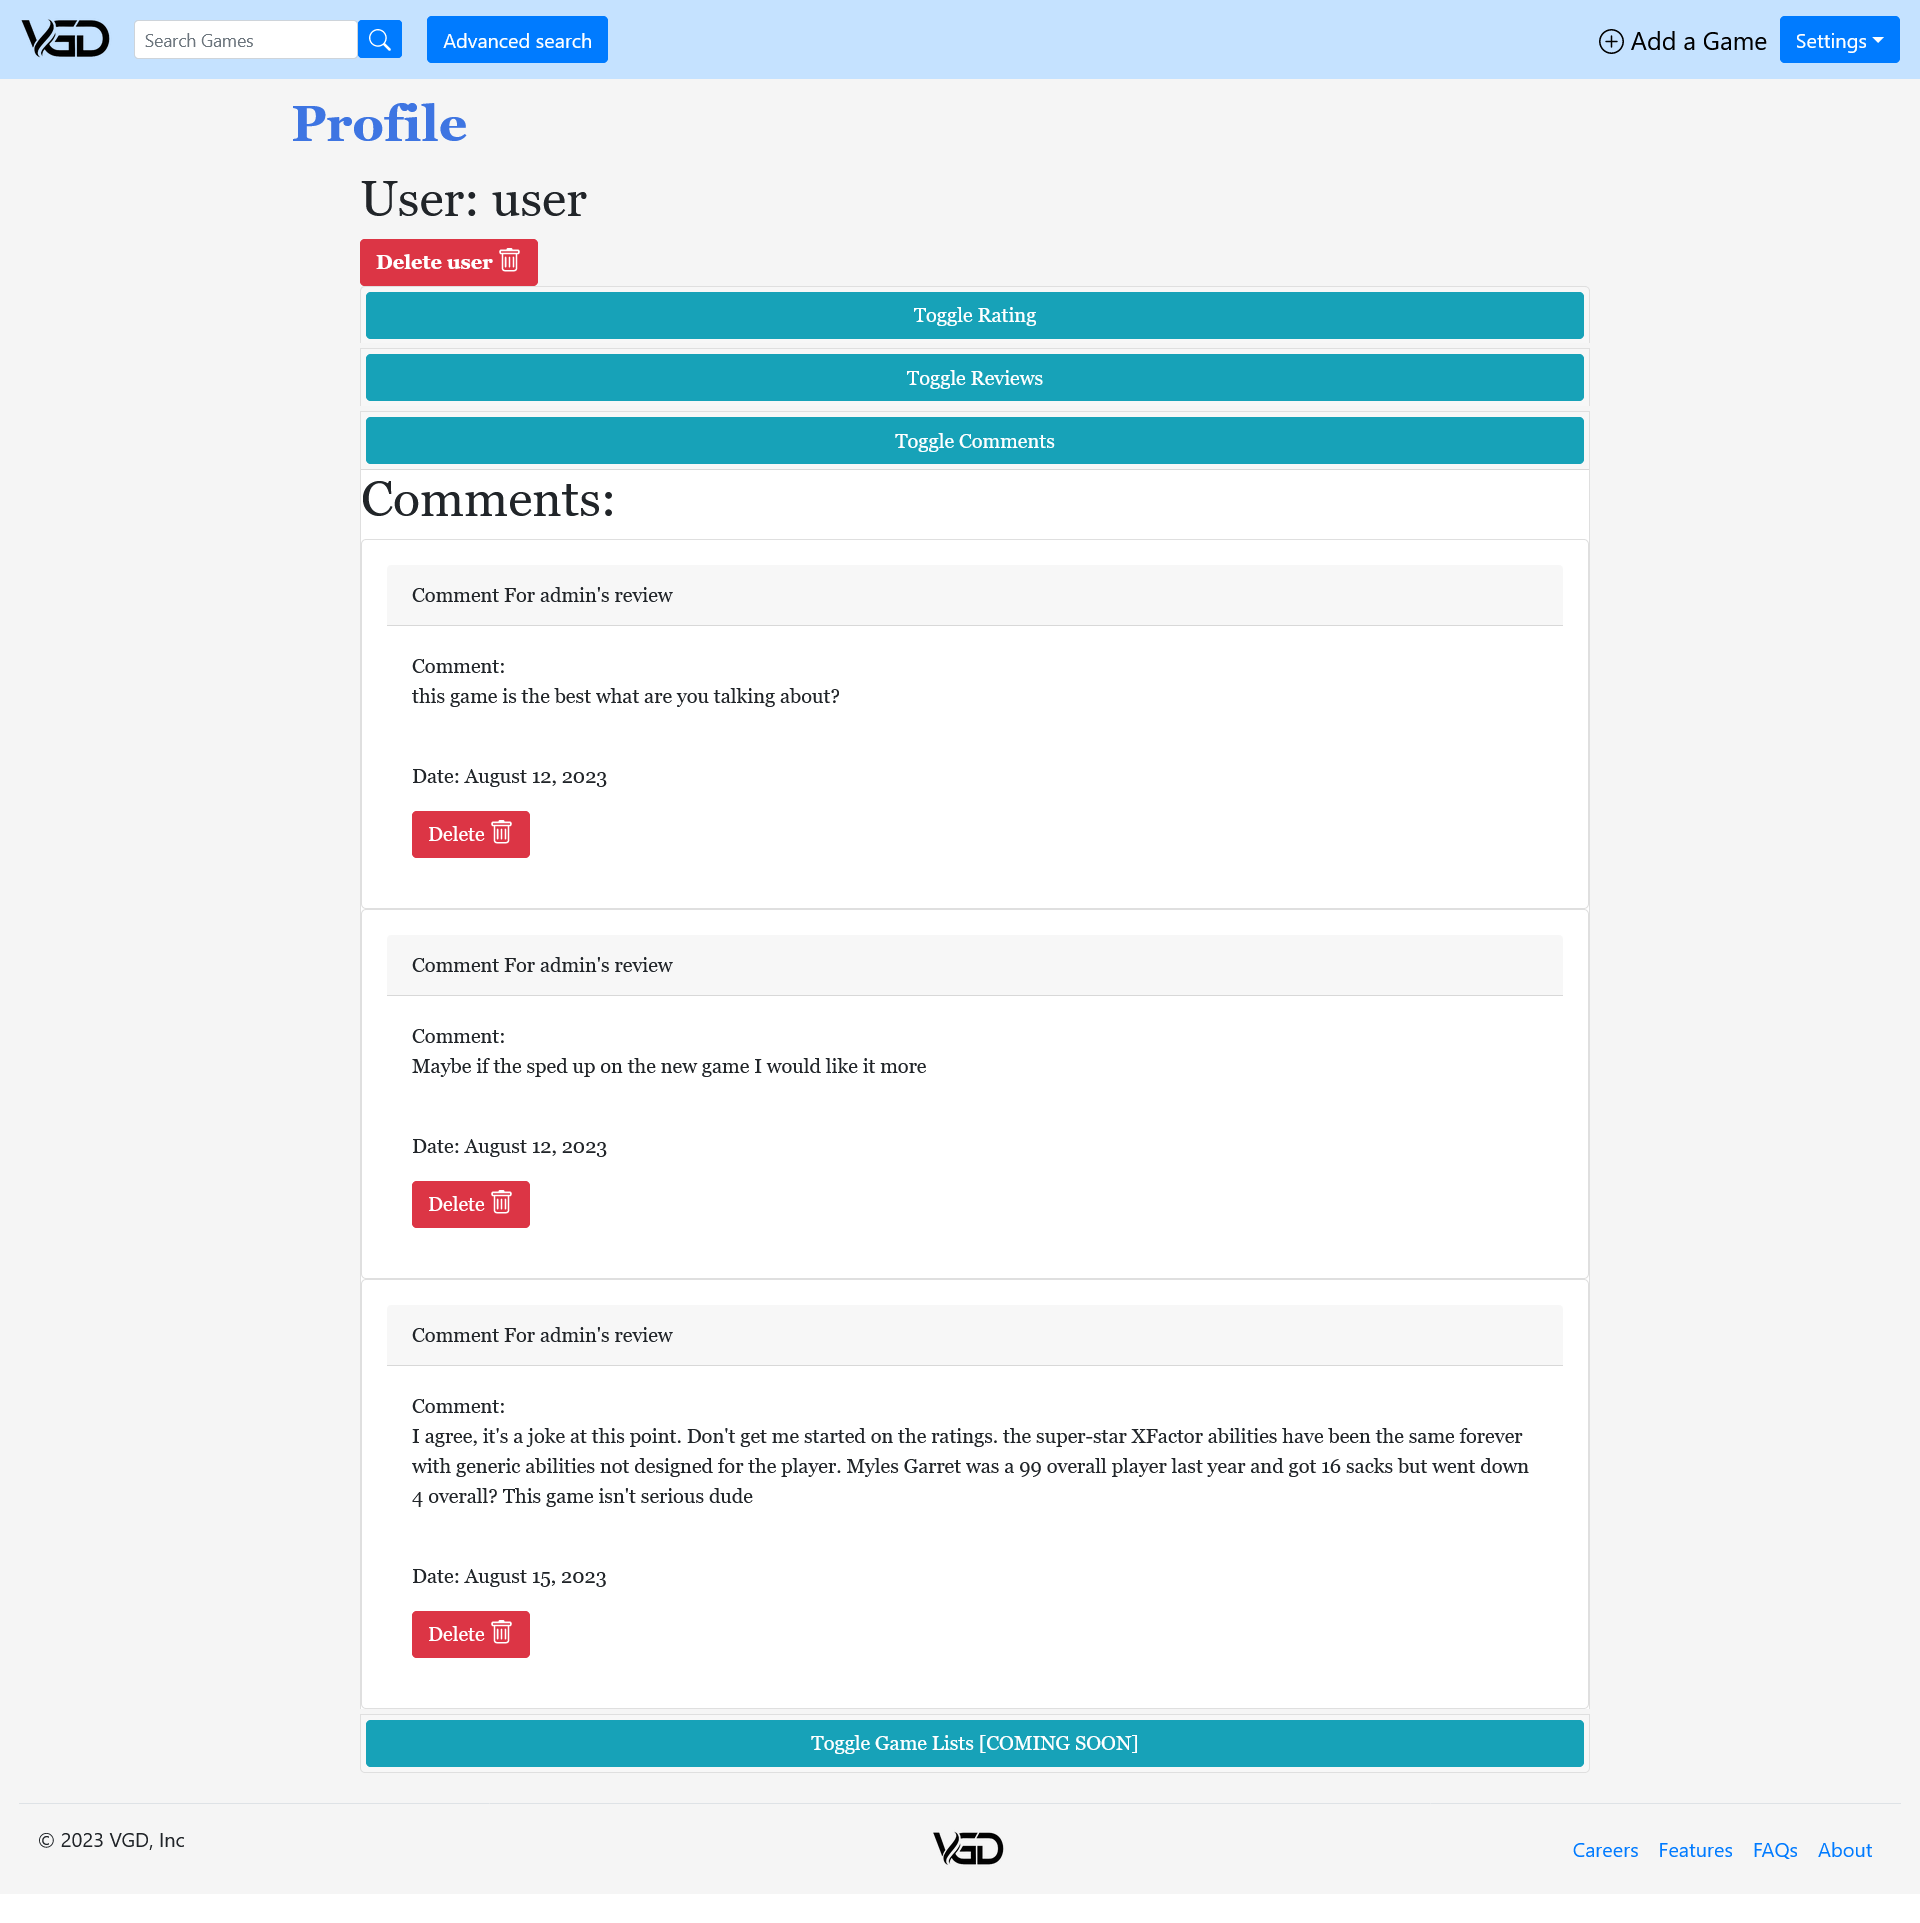 VGD
Search Games
Advanced search
Add a Game
Settings
Profile
User: user
Delete user
Toggle Rating
Toggle Reviews
Toggle Comments
Comments:
Comment For admin's review
Comment:
this game is the best what are you talking about?
Date: August 12, 2023
Delete
Comment For admin's review
Comment:
Maybe if the sped up on the new game I would like it more
Date: August 12, 2023
Delete
Comment For admin's review
Comment:
I agree, it's a joke at this point. Don't get me started on the ratings. the super-star XFactor abilities have been the same forever
with generic abilities not designed for the player. Myles Garret was a 99 overall player last year and got 16 sacks but went down
4 overall? This game isn't serious dude
Date: August 15, 2023
Delete
Toggle Game Lists [COMING SOON]
© 2023 VGD, Inc
VGD
Careers
Features
FAQs
About